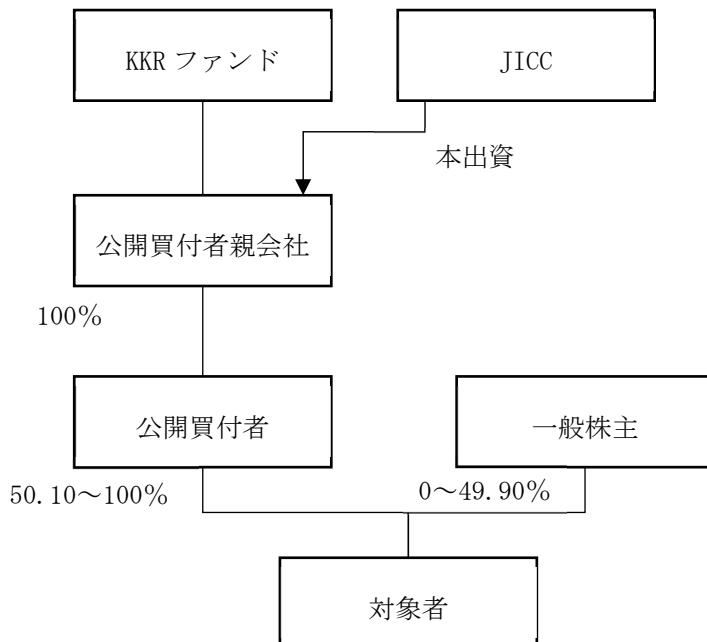 KKR ファンド
JICC
本出資
公開買付者親会社
100％
公開買付者
一般株主
50.10～100％
0～49.90％
対象者